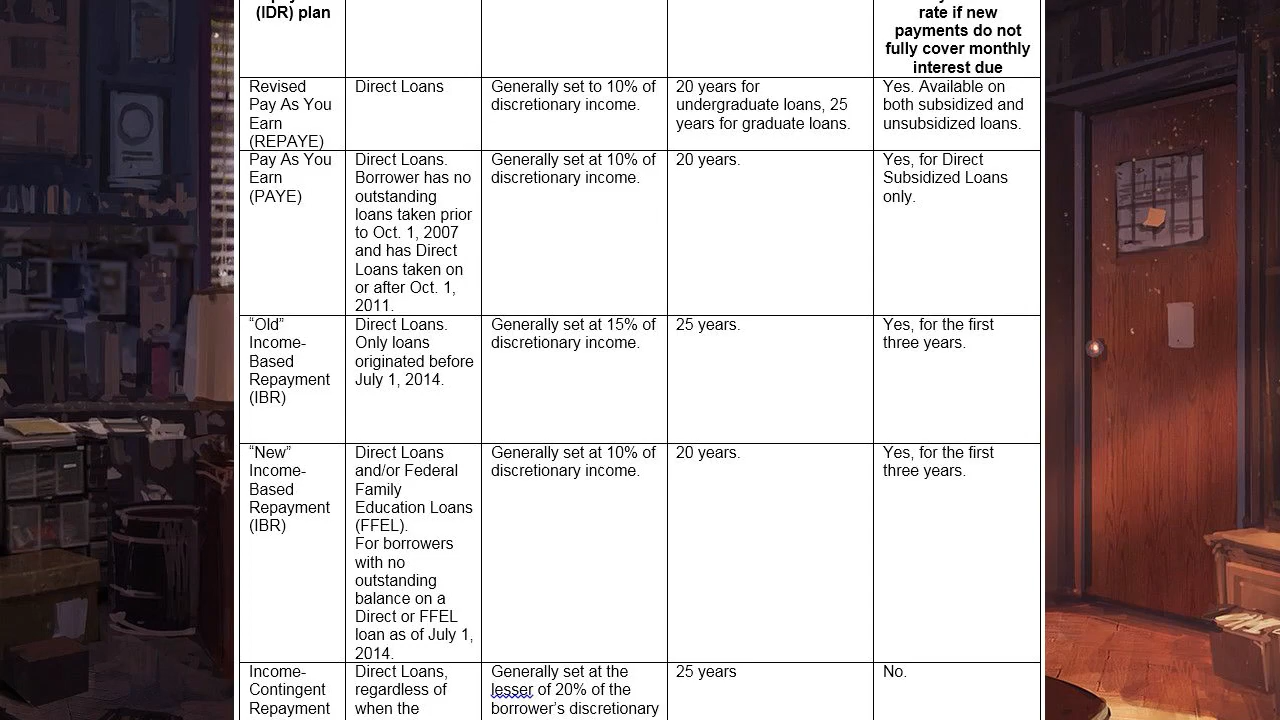 (IDR) plan
rate if new
payments do not
fully cover monthly
interest due
Revised
Pay As You
Earn
(REPAYE)
Direct Loans
Generally set to 10% of
discretionary income.
20 years for
undergraduate loans, 25
years for graduate loans.
Yes. Available on
both subsidized and
unsubsidized loans.
Pay As You
Earn
(PAYE)
Direct Loans.
Borrower has no
outstanding
loans taken prior
to Oct. 1, 2007
and has Direct
Loans taken on
or after Oct. 1,
2011.
Generally set at 10% of
discretionary income.
20 years.
Yes, for Direct
Subsidized Loans
only.
“Old”
Income-
Based
Repayment
(IBR)
Direct Loans.
Only loans
originated before
July 1, 2014.
Generally set at 15% of
discretionary income.
25 years.
Yes, for the first
three years.
“New”
Income-
Based
Repayment
(IBR)
Direct Loans
and/or Federal
Family
Education Loans
(FFEL).
For borrowers
with no
outstanding
balance on a
Direct or FFEL
loan as of July 1,
2014.
Generally set at 10% of
discretionary income.
20 years.
Yes, for the first
three years.
Income-
Contingent
Repayment
Direct Loans,
regardless of
when the
Generally set at the
lesser of 20% of the
borrower’s discretionary
25 years
No.